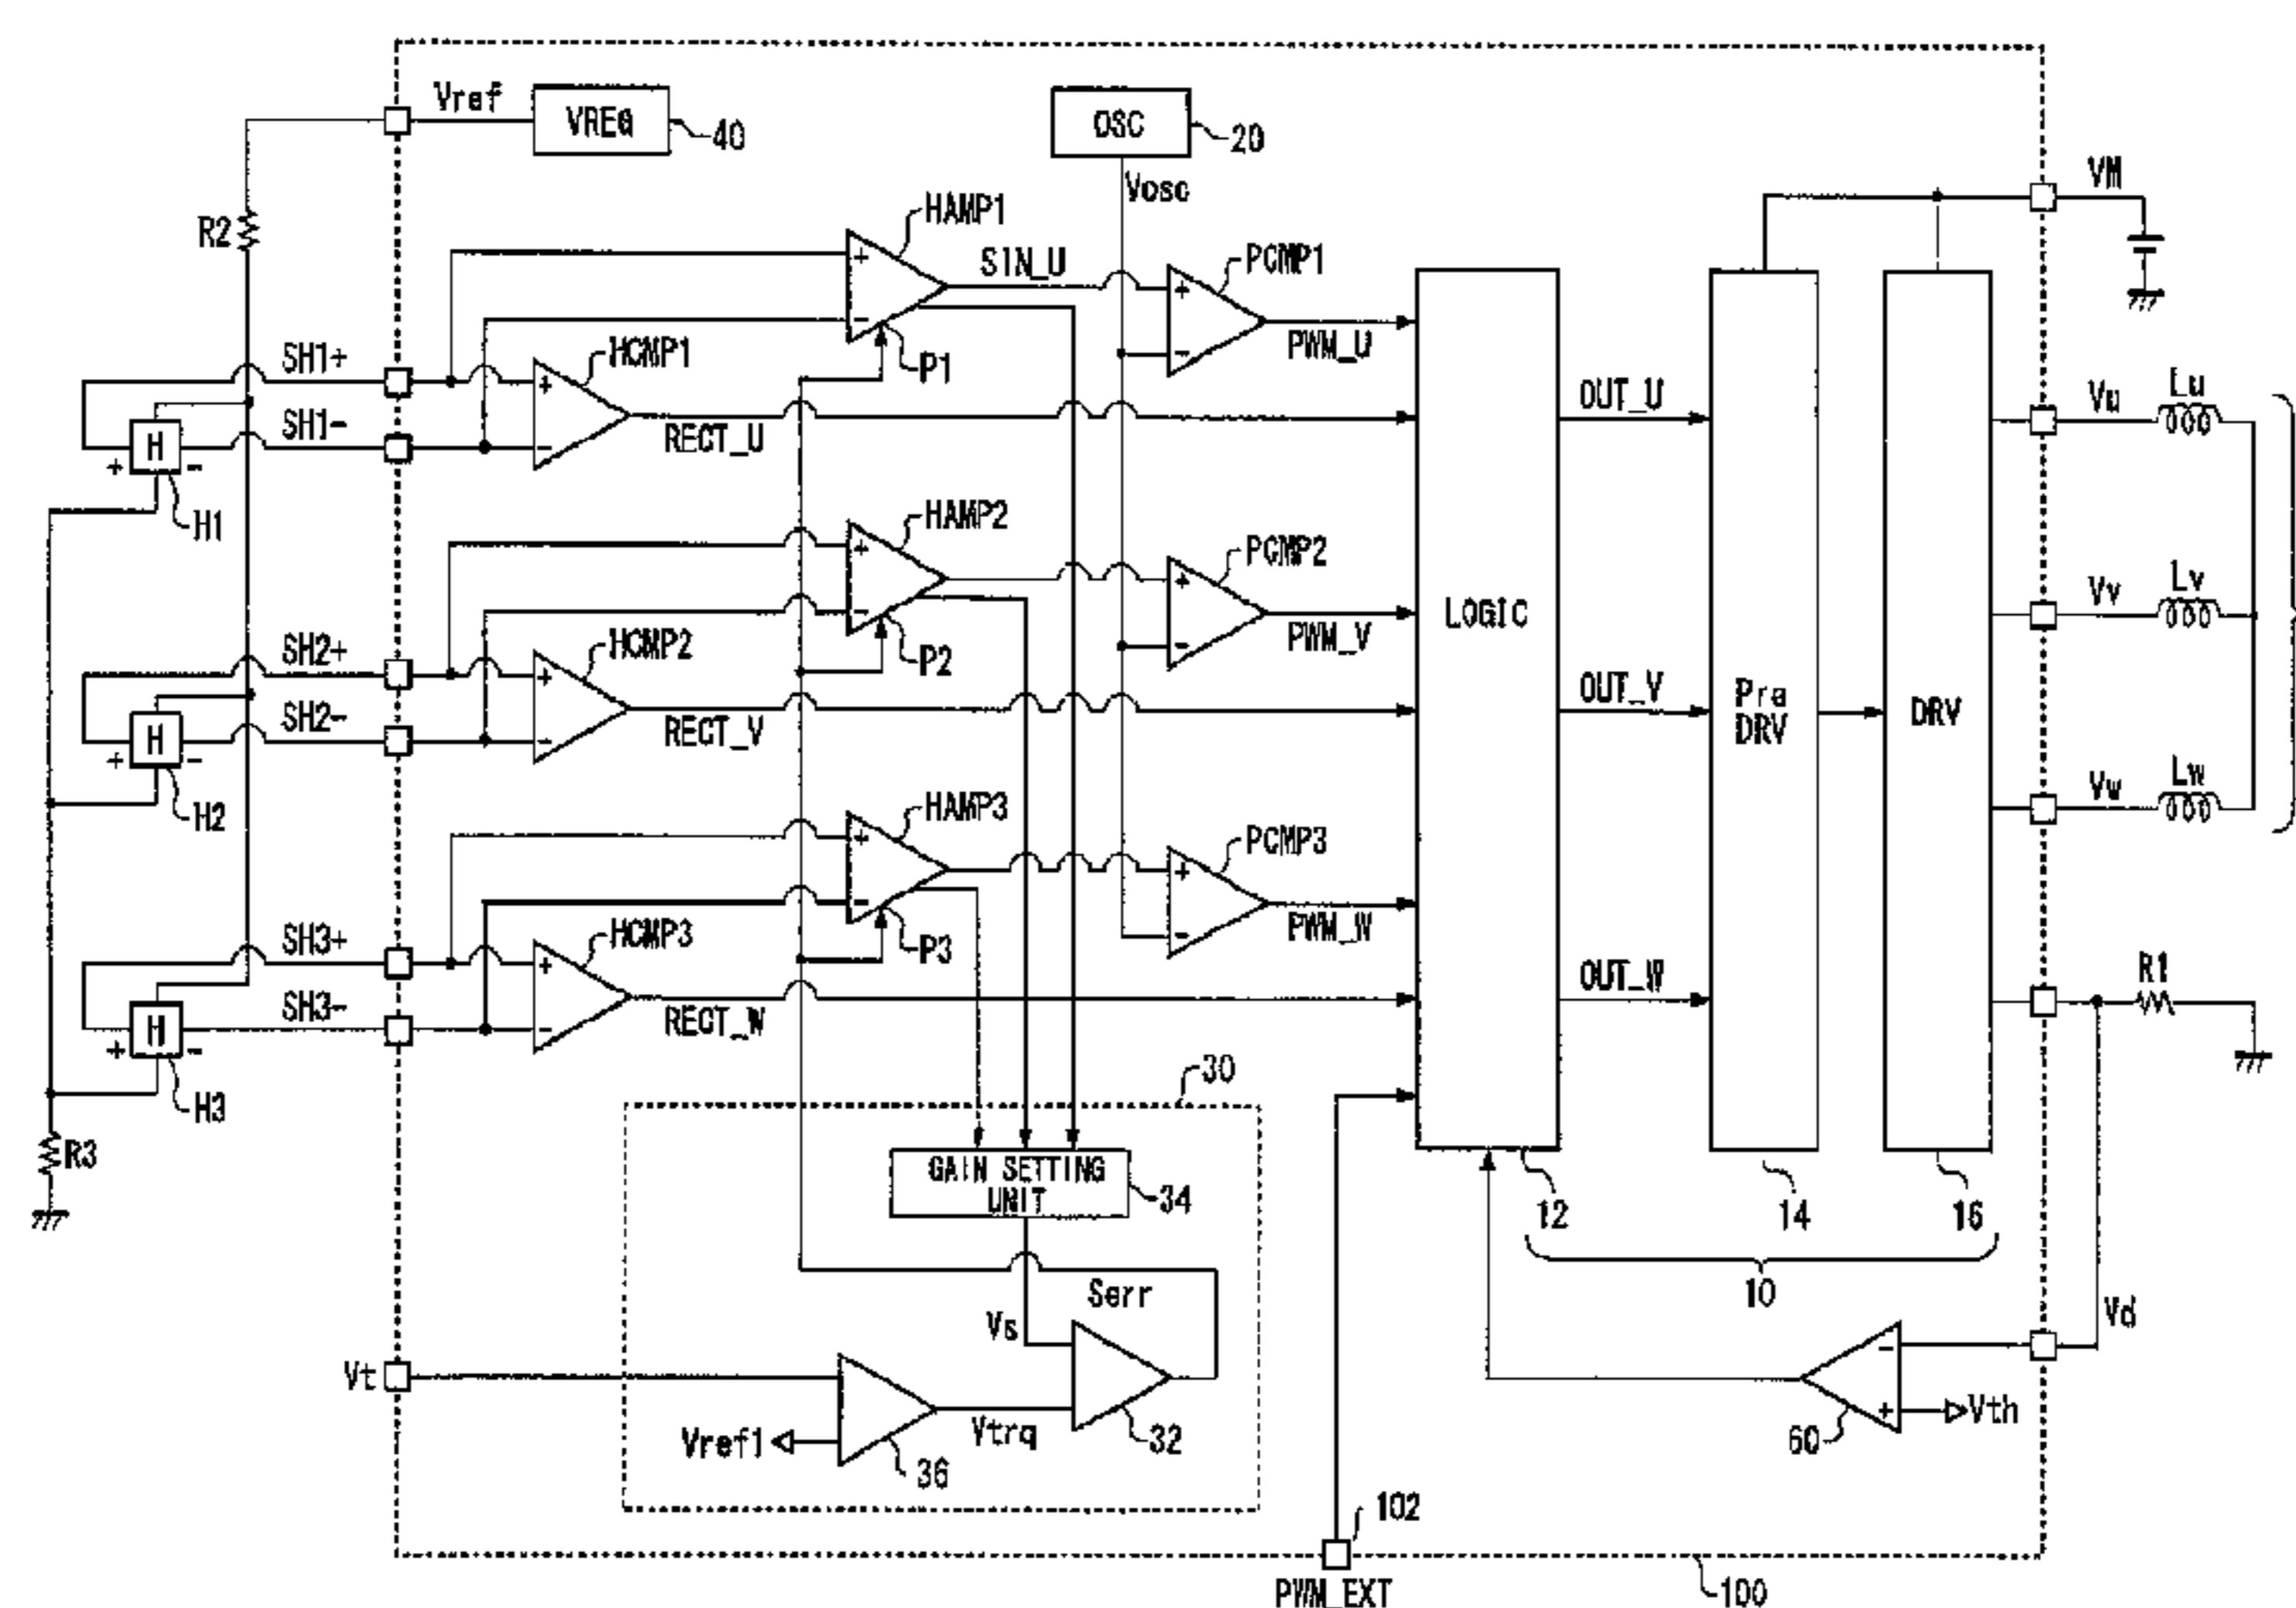 Vref
VREG
40
OSC
20
Vosc
VM
R2
HAMP1
SIN_U
PCMP1
+
-
PWM_U
P1
SH1+
HCMP1
SH1-
H
+ -
H1
+
-
RECT_U
OUT_U
Vu
Lu
HAMP2
PCMP2
+
-
PWM_V
P2
SH2+
HCMP2
SH2-
H
+ -
H2
+
-
RECT_V
LOGIC
OUT_V
Pre
DRV
DRV
Vv
Lv
HAMP3
PCMP3
+
-
PWM_W
P3
SH3+
HCMP3
SH3-
H
+ -
H3
+
-
RECT_W
OUT_W
Vw
Lw
R1
R3
30
GAIN SETTING
UNIT
34
12
14
16
10
Serr
Vs
Vt
Vref1
36
Vtrq
32
Vd
-
+
60
Vth
102
PWM_EXT
100